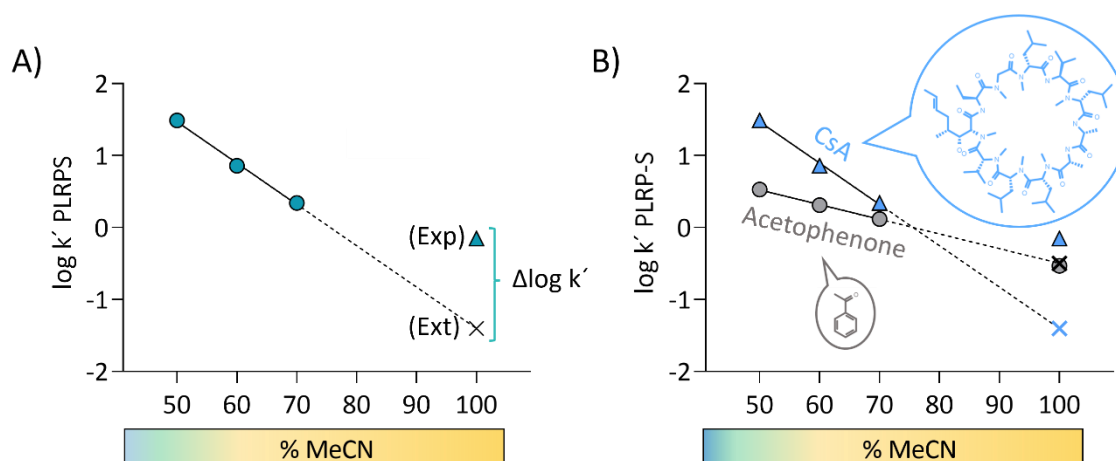 A)
log k´ PLRPS
2
1
0
-1
-2
(Exp)
(Ext)
Δlog k´
50 60 70 80 90 100
% MeCN
B)
log k´ PLRP-S
2
1
0
-1
-2
CsA
Acetophenone
50 60 70 80 90 100
% MeCN